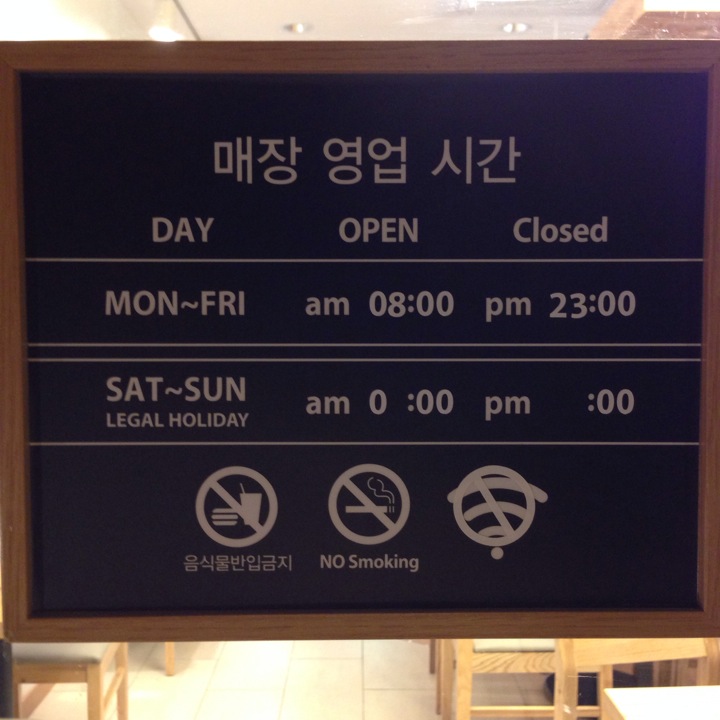 매장 영업 시간
DAY OPEN Closed
MON~FRI am 08:00 pm 23:00
SAT~SUN am 0 :00 pm :00
LEGAL HOLIDAY
음식물반입금지 NO Smoking